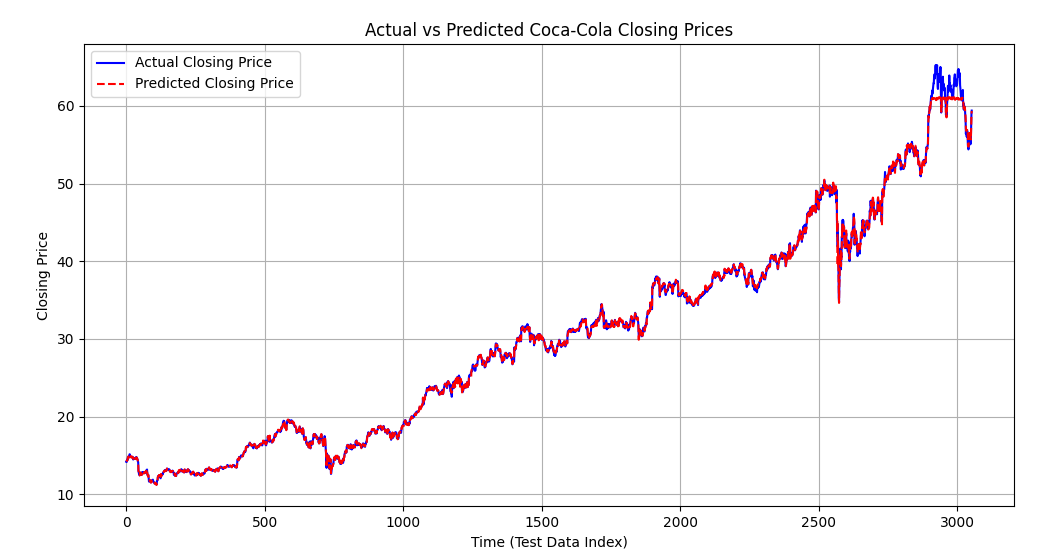 Actual vs Predicted Coca-Cola Closing Prices
Actual Closing Price
Predicted Closing Price
Closing Price
60
50
40
30
20
10
0 500 1000 1500 2000 2500 3000
Time (Test Data Index)